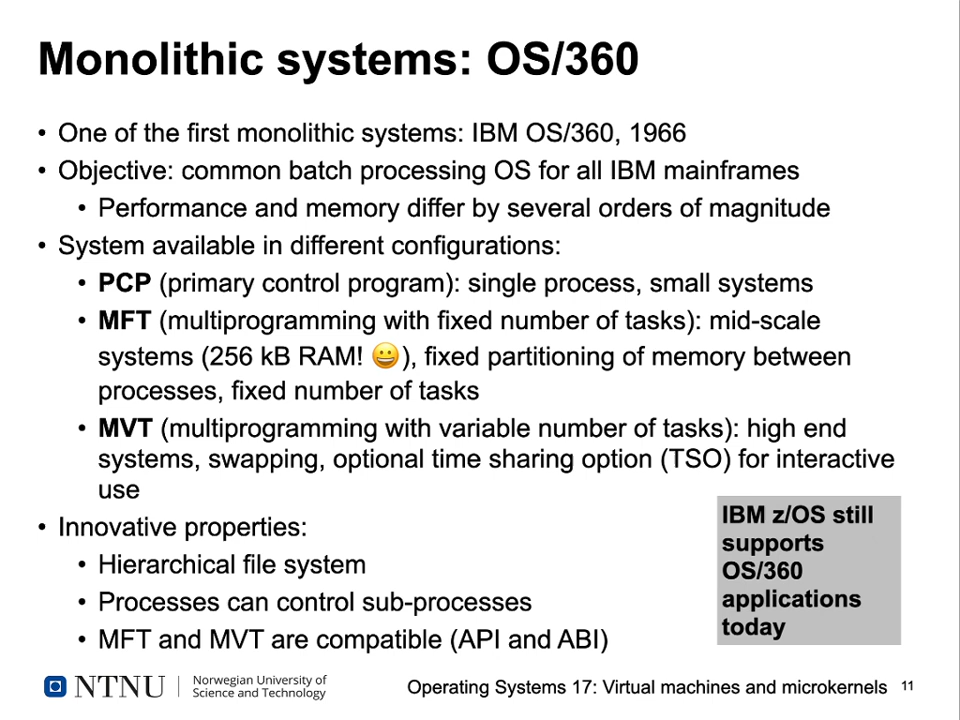 Monolithic systems: OS/360
• One of the first monolithic systems: IBM OS/360, 1966
• Objective: common batch processing OS for all IBM mainframes
• Performance and memory differ by several orders of magnitude
• System available in different configurations:
• PCP (primary control program): single process, small systems
• MFT (multiprogramming with fixed number of tasks): mid-scale
systems (256 kB RAM! 😀), fixed partitioning of memory between
processes, fixed number of tasks
• MVT (multiprogramming with variable number of tasks): high end
systems, swapping, optional time sharing option (TSO) for interactive
use
• Innovative properties:
• Hierarchical file system
• Processes can control sub-processes
• MFT and MVT are compatible (API and ABI)
IBM z/OS still
supports
OS/360
applications
today
NTNU
Norwegian University of
Science and Technology
Operating Systems 17: Virtual machines and microkernels
11